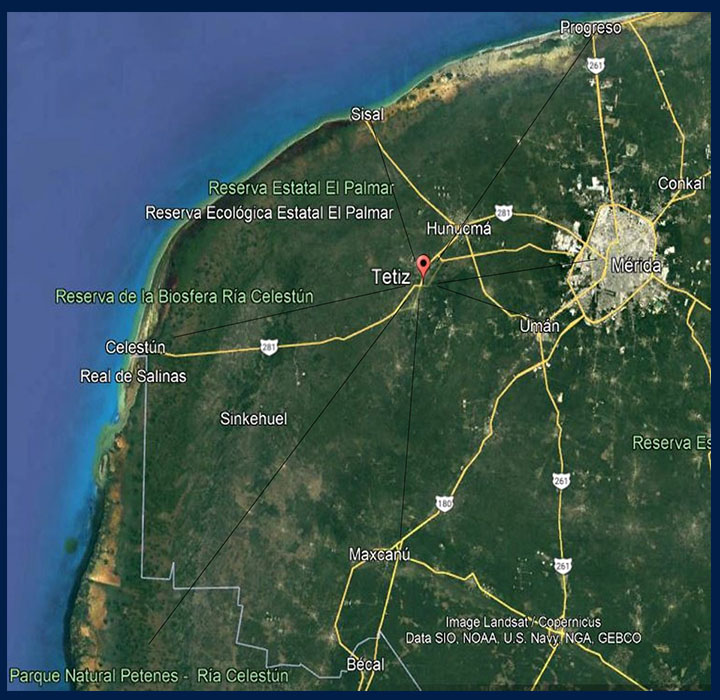 Progreso
261
Sisal
Reserva Estatal El Palmar
Conkal
Reserva Ecológica Estatal El Palmar
281
Hunucmá
Mérida
Tetiz
Reserva de la Biosfera Ría Celestún
Umán
Celestún
281
Real de Salinas
Sinkehuel
Reserva Es
261
180
Maxcanú
261
Image Landsat / Copernicus
Data SIO, NOAA, U.S. Navy, NGA, GEBCO
Bécal
Parque Natural Petenes - Ría Celestún